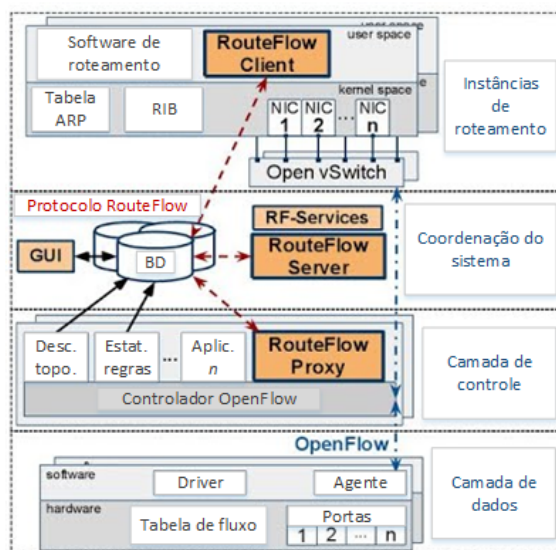 user space
Software de
roteamento
RouteFlow
Client
user space
kernel space
Tabela
ARP
RIB
NIC
1
NIC
2
...
NIC
n
Open vSwitch
Instâncias
de
roteamento
Protocolo RouteFlow
GUI
BD
RF-Services
RouteFlow
Server
Coordenação do
sistema
Desc.
topo.
Estat.
regras
...
Aplic.
n
RouteFlow
Proxy
Controlador OpenFlow
Camada de
controle
OpenFlow
software
Driver
Agente
hardware
Tabela de fluxo
Portas
1 2 ... n
Camada de
dados